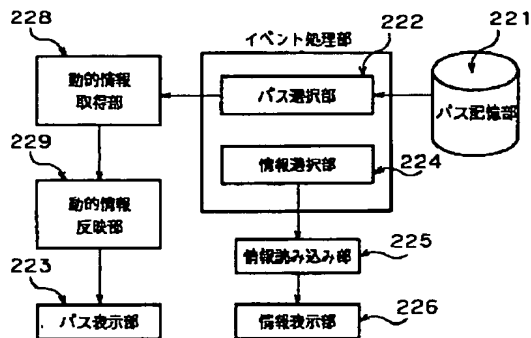 228
222
221
イベント処理部
動的情報
取得部
パス選択部
パス記憶部
229
情報選択部
224
動的情報
反映部
223
情報読み込み部
225
パス表示部
情報表示部
226